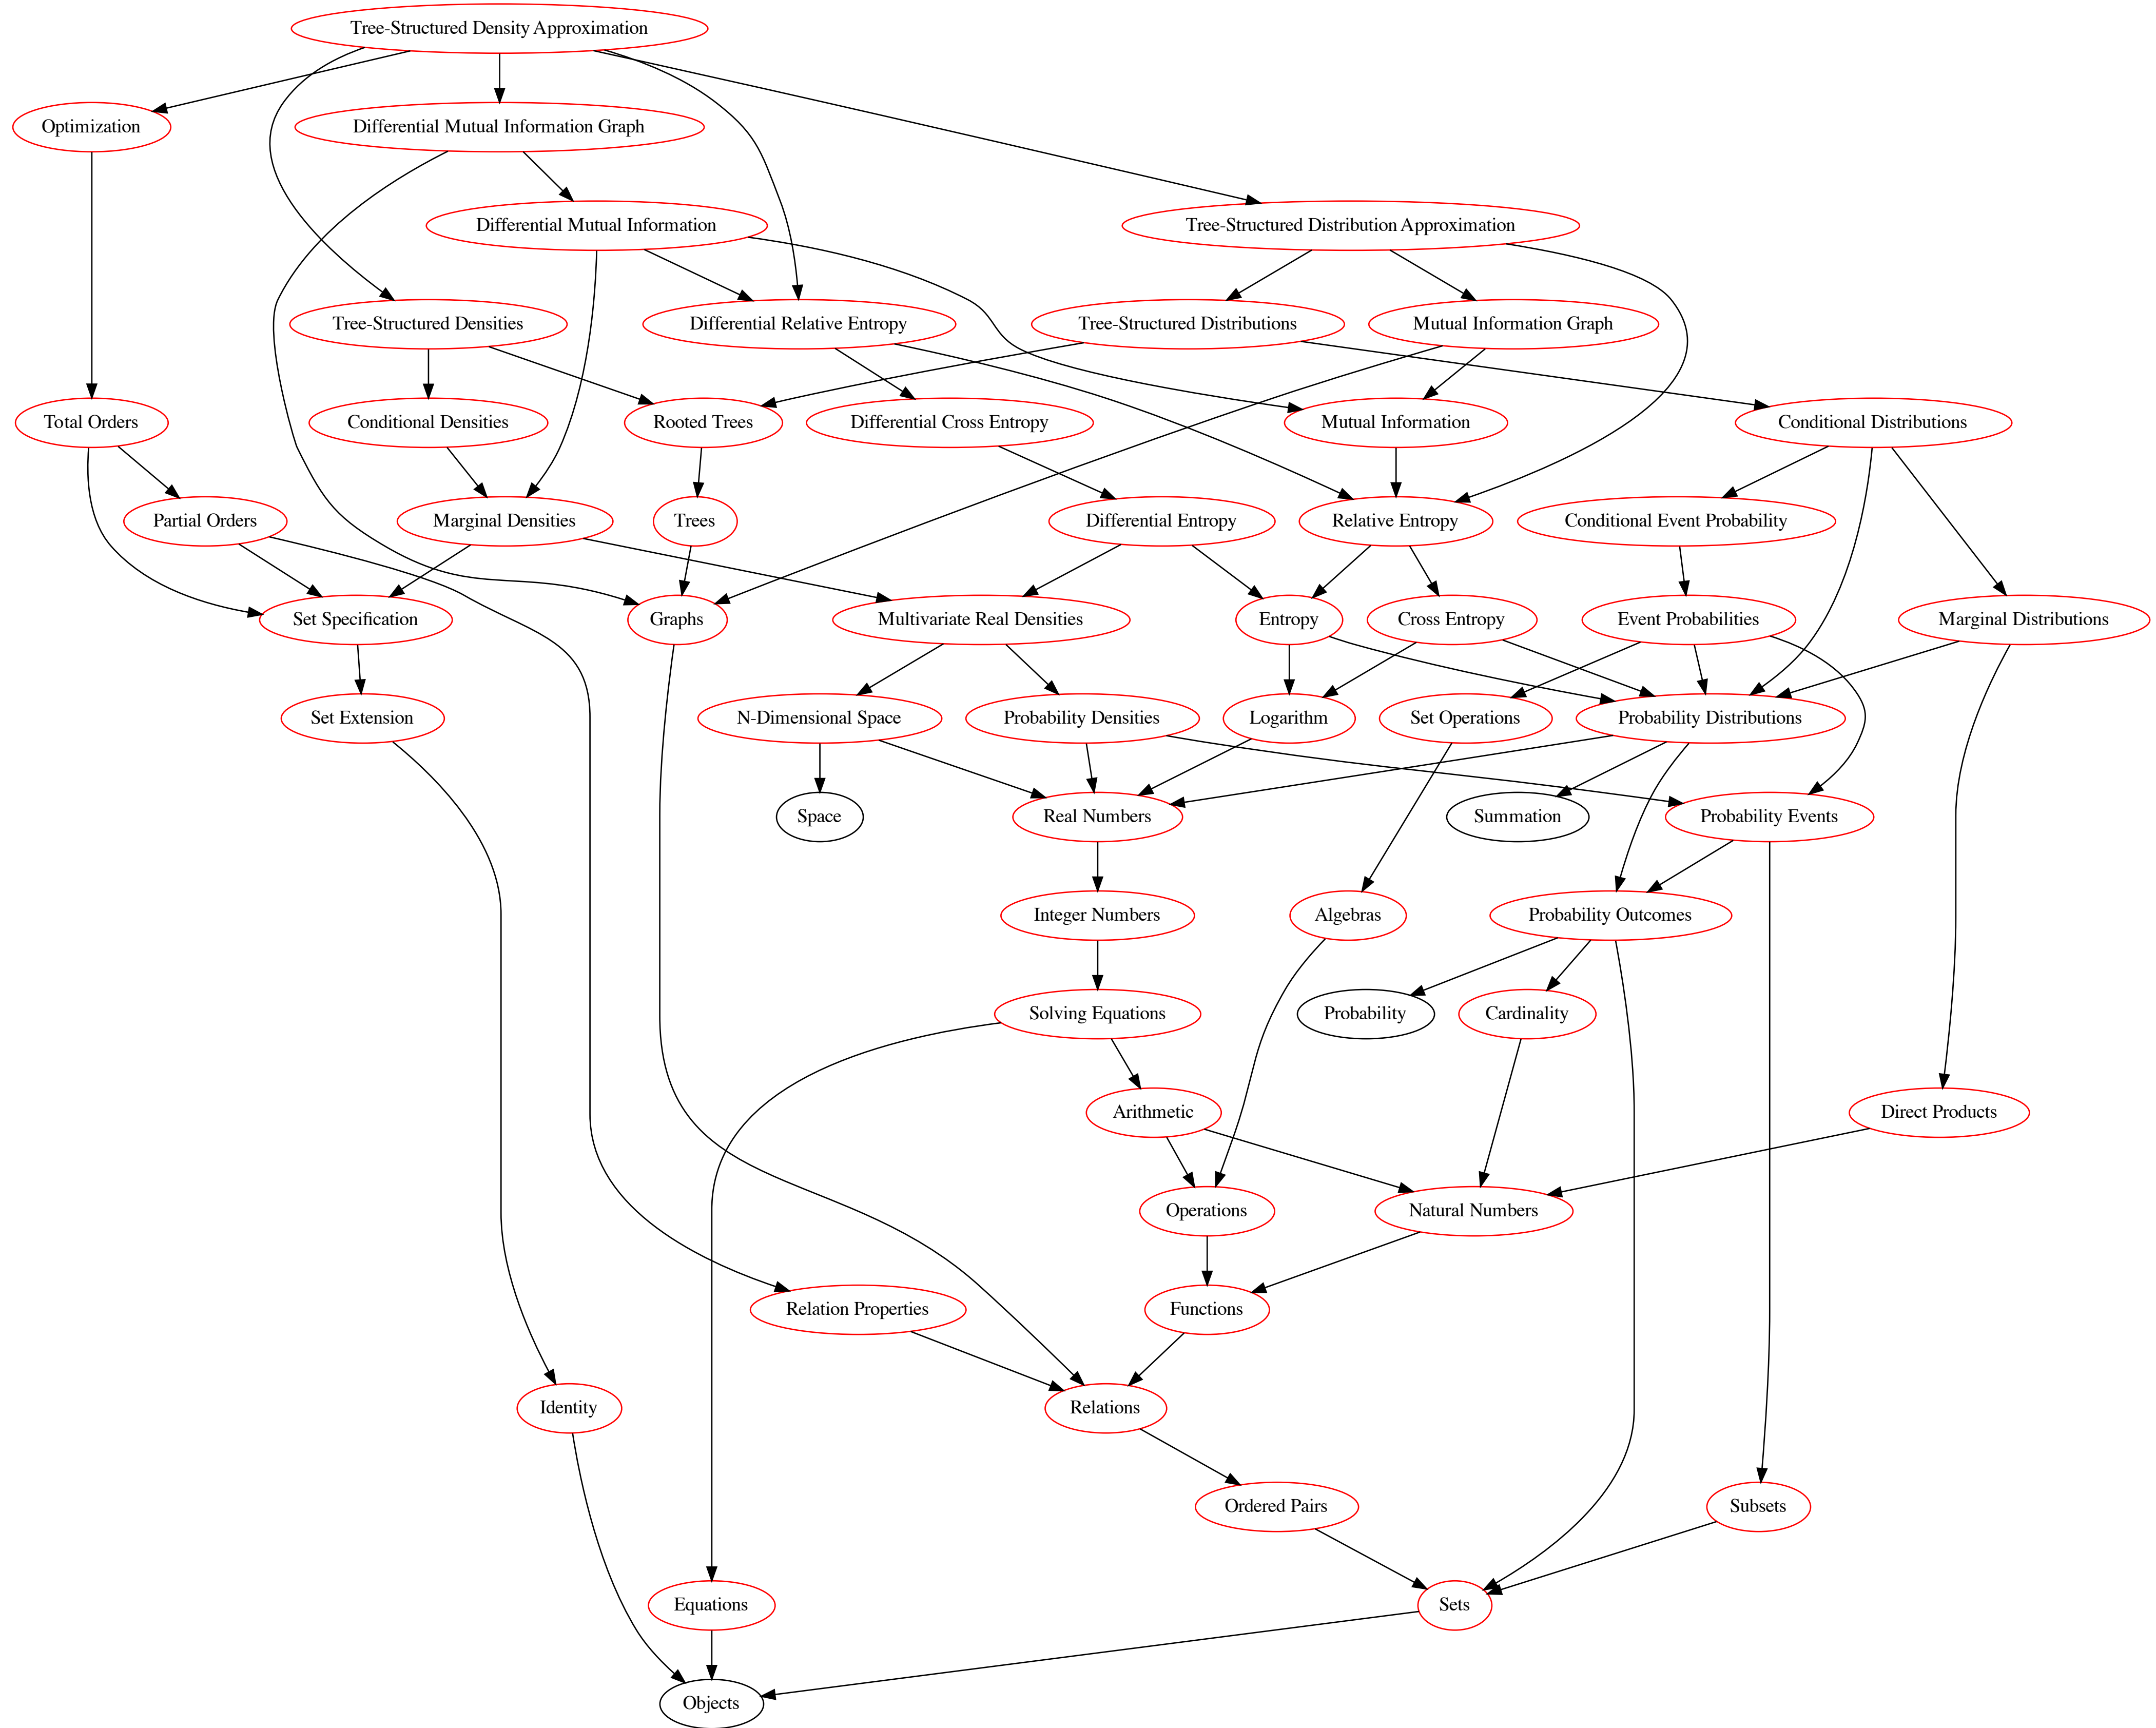 Tree-Structured Density Approximation
Optimization
Differential Mutual Information Graph
Differential Mutual Information
Tree-Structured Distribution Approximation
Tree-Structured Densities
Differential Relative Entropy
Tree-Structured Distributions
Mutual Information Graph
Total Orders
Conditional Densities
Rooted Trees
Differential Cross Entropy
Mutual Information
Conditional Distributions
Partial Orders
Marginal Densities
Trees
Differential Entropy
Relative Entropy
Conditional Event Probability
Set Specification
Graphs
Multivariate Real Densities
Entropy
Cross Entropy
Event Probabilities
Marginal Distributions
Set Extension
N-Dimensional Space
Probability Densities
Logarithm
Set Operations
Probability Distributions
Space
Real Numbers
Summation
Probability Events
Integer Numbers
Algebras
Probability Outcomes
Solving Equations
Probability
Cardinality
Arithmetic
Direct Products
Operations
Natural Numbers
Relation Properties
Functions
Identity
Relations
Ordered Pairs
Subsets
Equations
Sets
Objects